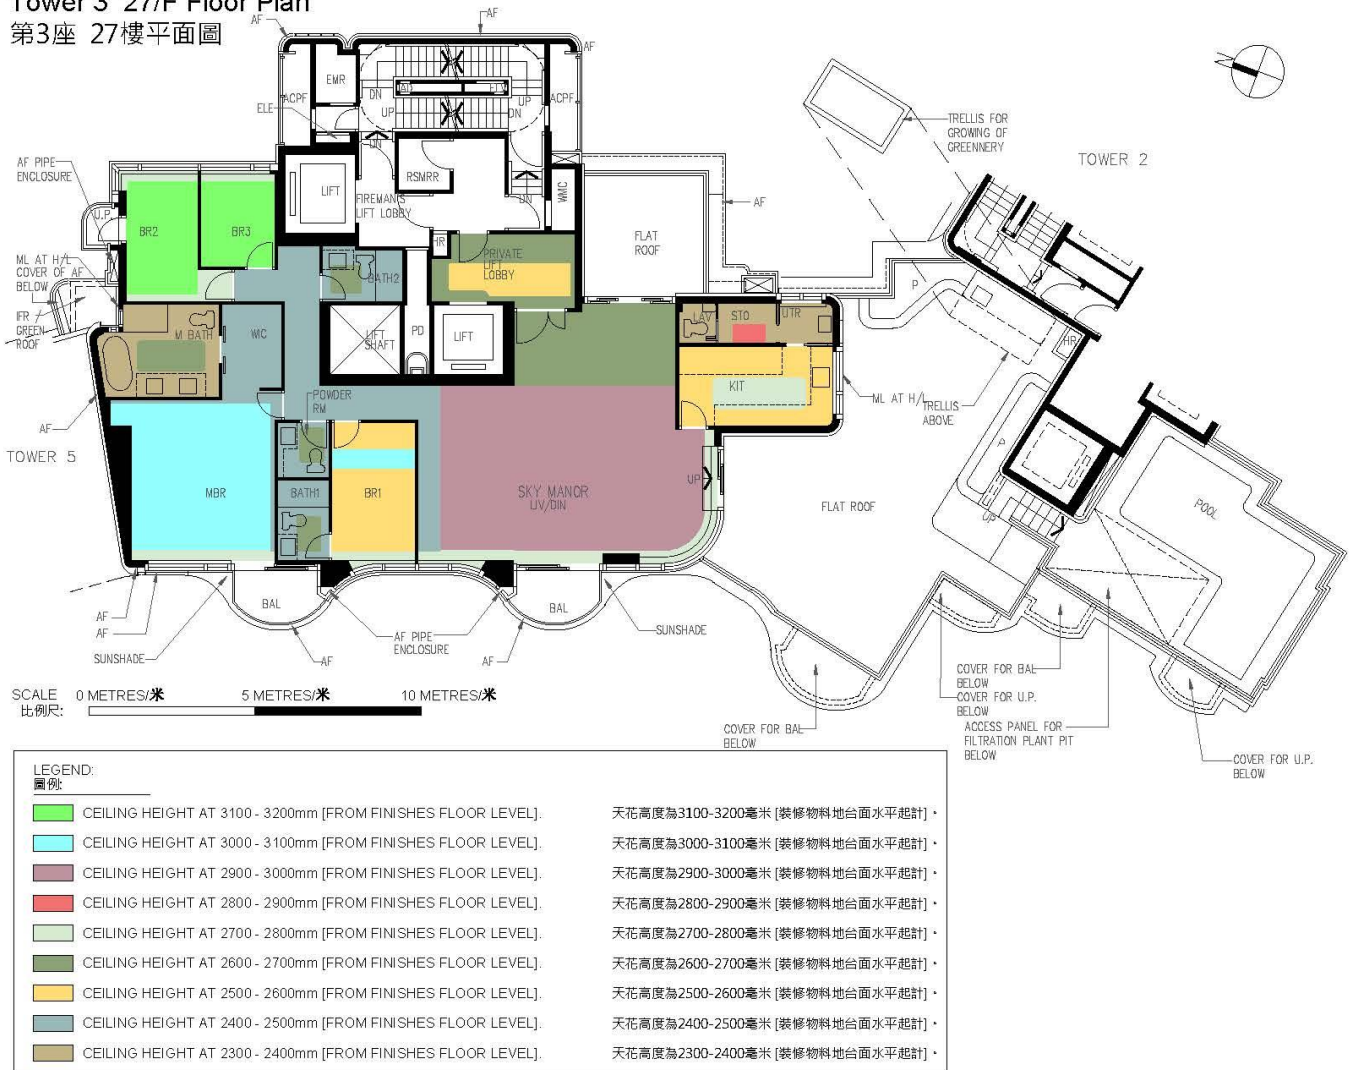 Tower 3 27/F Floor Plan
第3座 27樓平面圖
AF
AF
AF
EMR
ACPF
ELE
DN
UP
DN
UP
DN
ACPF
AF PIPE
ENCLOSURE
U.P.
BR2
BR3
LIFT
FIREMAN'S
LIFT LOBBY
RSMRR
DN
WMC
HR
AF
FLAT
ROOF
TRELLIS FOR
GROWING OF
GREENNERY
TOWER 2
ML AT H/L
COVER OF AF
BELOW
IFR
GREEN
ROOF
BATH2
PRIVATE
LIFT
LOBBY
M BATH
WIC
LIFT
SHAFT
PD
LIFT
LAV
STO
UTR
KIT
ML AT H/L
TRELLIS
ABOVE
P
HR
P
POWDER
RM
AF
TOWER 5
MBR
BATH1
BR1
SKY MANOR
LIV/DIN
UP
FLAT ROOF
UP
POOL
BAL
BAL
AF
AF
SUNSHADE
AF
AF PIPE
ENCLOSURE
AF
SUNSHADE
COVER FOR BAL
BELOW
COVER FOR BAL
BELOW
COVER FOR U.P.
BELOW
ACCESS PANEL FOR
FILTRATION PLANT PIT
BELOW
COVER FOR U.P.
BELOW
SCALE 0 METRES/米 5 METRES/米 10 METRES/米
比例尺:
LEGEND:
圖例:
CEILING HEIGHT AT 3100 - 3200mm [FROM FINISHES FLOOR LEVEL]. 天花高度為3100-3200毫米 [裝修物料地台面水平起計]。
CEILING HEIGHT AT 3000 - 3100mm [FROM FINISHES FLOOR LEVEL]. 天花高度為3000-3100毫米 [裝修物料地台面水平起計]。
CEILING HEIGHT AT 2900 - 3000mm [FROM FINISHES FLOOR LEVEL]. 天花高度為2900-3000毫米 [裝修物料地台面水平起計]。
CEILING HEIGHT AT 2800 - 2900mm [FROM FINISHES FLOOR LEVEL]. 天花高度為2800-2900毫米 [裝修物料地台面水平起計]。
CEILING HEIGHT AT 2700 - 2800mm [FROM FINISHES FLOOR LEVEL]. 天花高度為2700-2800毫米 [裝修物料地台面水平起計]。
CEILING HEIGHT AT 2600 - 2700mm [FROM FINISHES FLOOR LEVEL]. 天花高度為2600-2700毫米 [裝修物料地台面水平起計]。
CEILING HEIGHT AT 2500 - 2600mm [FROM FINISHES FLOOR LEVEL]. 天花高度為2500-2600毫米 [裝修物料地台面水平起計]。
CEILING HEIGHT AT 2400 - 2500mm [FROM FINISHES FLOOR LEVEL]. 天花高度為2400-2500毫米 [裝修物料地台面水平起計]。
CEILING HEIGHT AT 2300 - 2400mm [FROM FINISHES FLOOR LEVEL]. 天花高度為2300-2400毫米 [裝修物料地台面水平起計]。